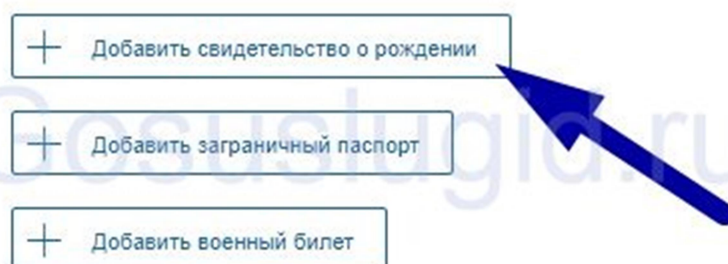 Добавить свидетельство о рождении
Добавить заграничный паспорт
Gosuslugid.ru
Добавить военный билет